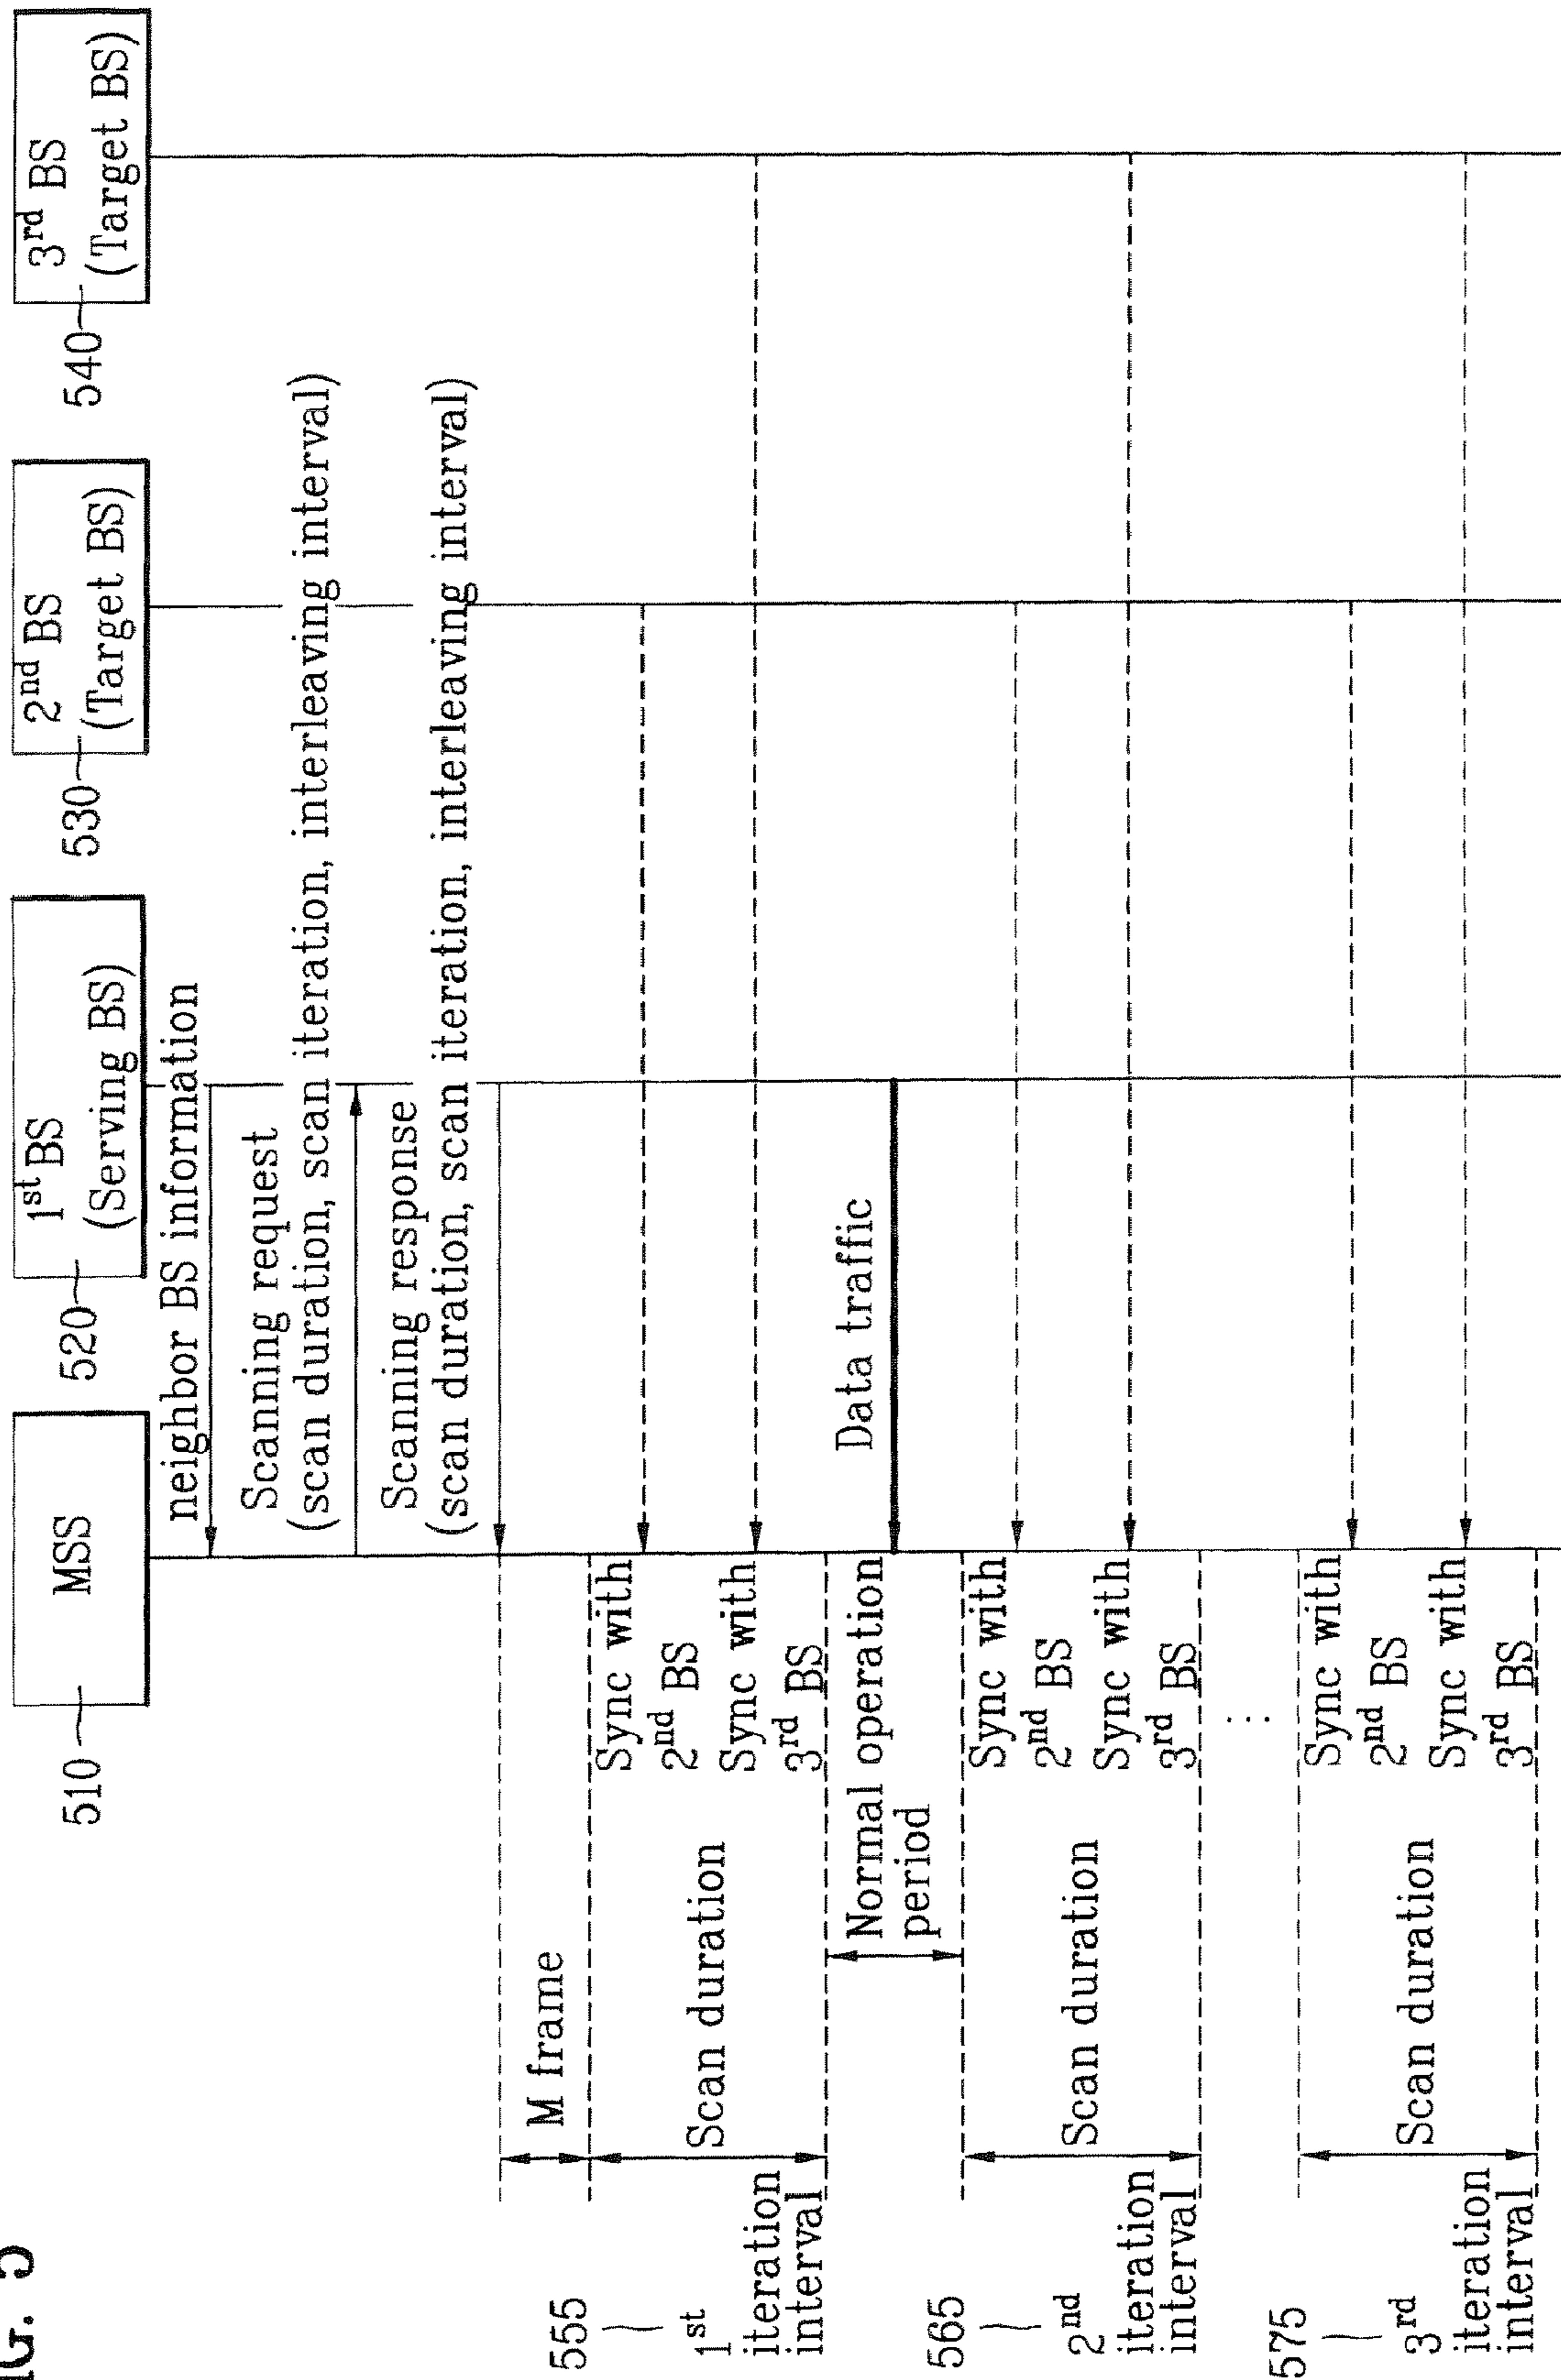 IG. 5
510
MSS
520
1st BS
(Serving BS)
530
2nd BS
(Target BS)
540
3rd BS
(Target BS)
neighbor BS information
Scanning request
(scan duration, scan iteration, interleaving interval)
Scanning response
(scan duration, scan iteration, interleaving interval)
M frame
555
1st
iteration
interval
Scan duration
Sync with
2nd BS
Sync with
3rd BS
Normal operation
period
Data traffic
565
2nd
iteration
interval
Scan duration
Sync with
2nd BS
Sync with
3rd BS
...
575
3rd
iteration
interval
Scan duration
Sync with
2nd BS
Sync with
3rd BS